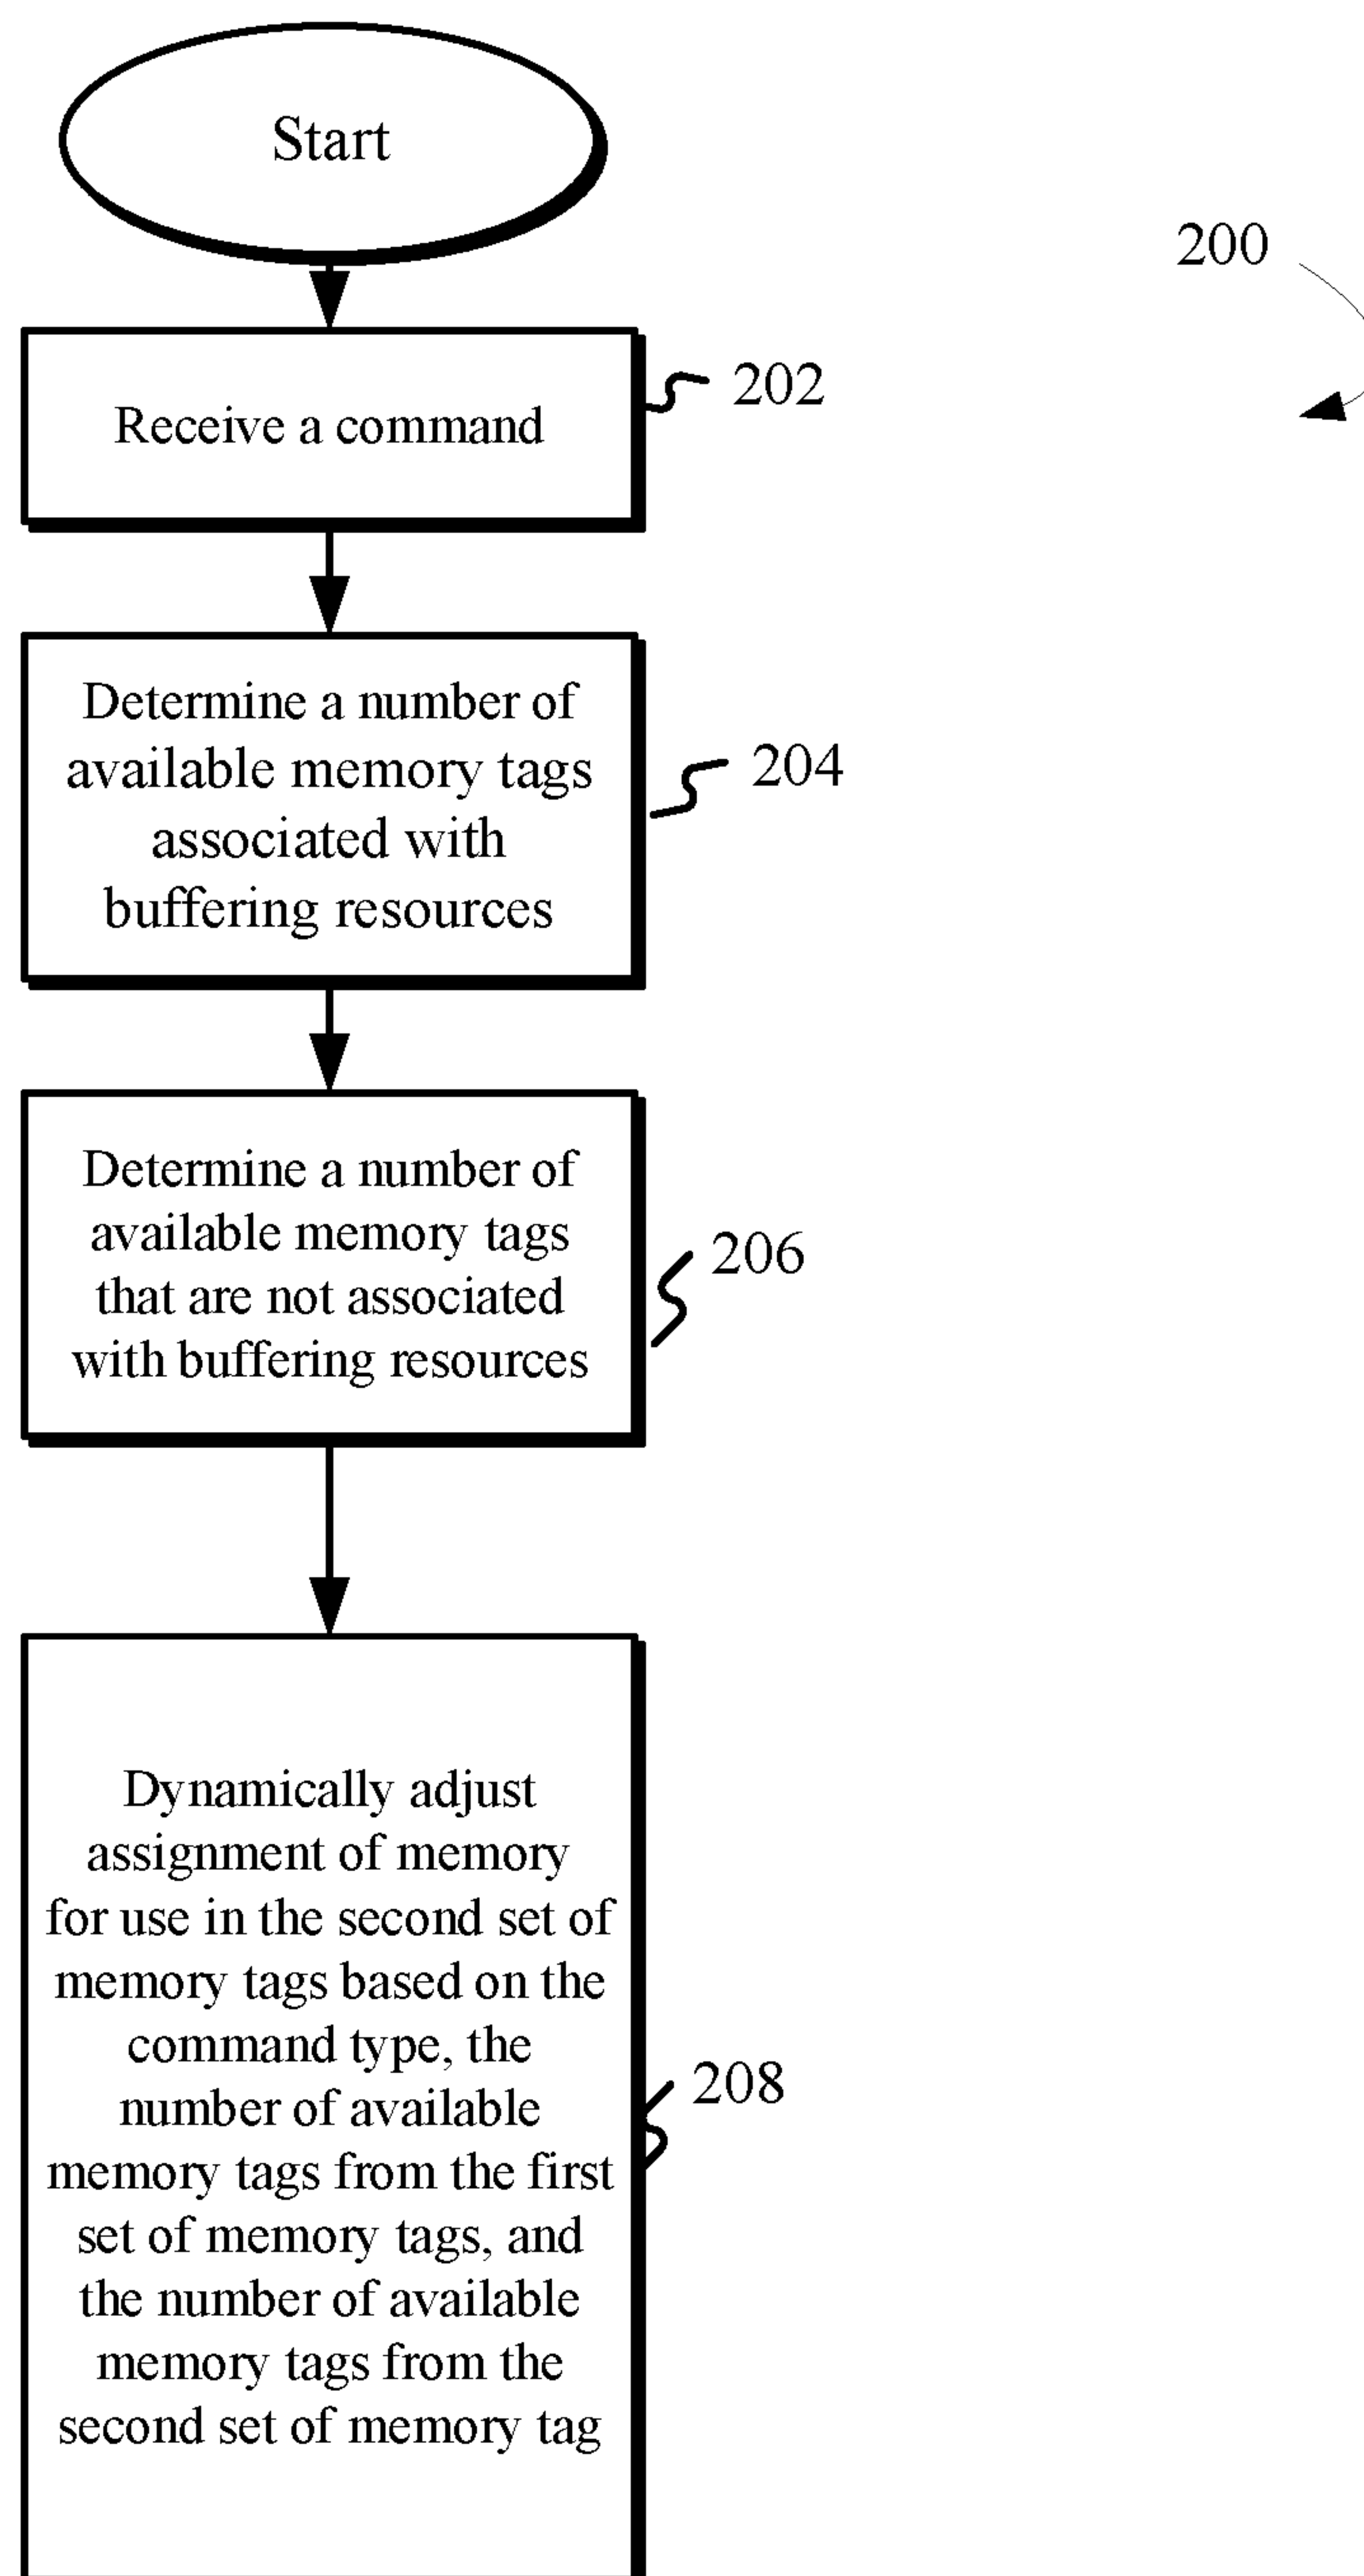 Start
200
Receive a command
202
Determine a number of
available memory tags
associated with
buffering resources
204
Determine a number of
available memory tags
that are not associated
with buffering resources
206
Dynamically adjust
assignment of memory
for use in the second set of
memory tags based on the
command type, the
number of available
memory tags from the first
set of memory tags, and
the number of available
memory tags from the
second set of memory tag
208